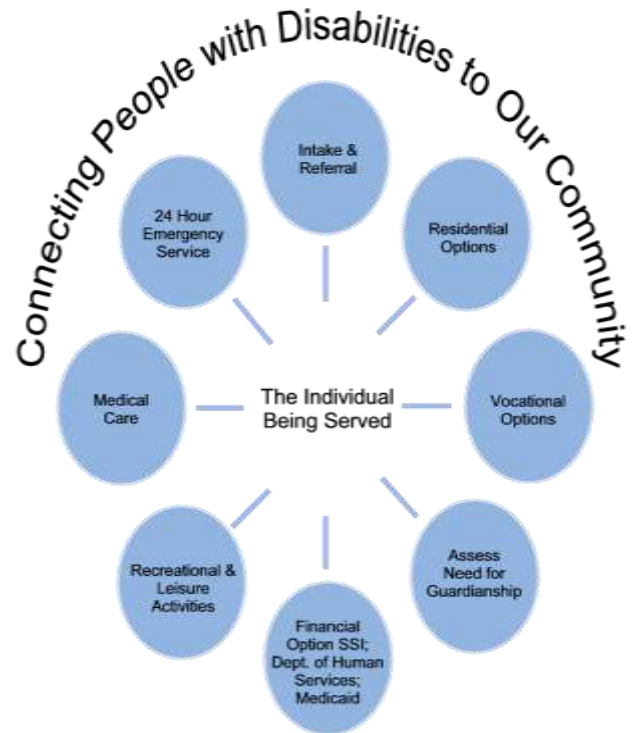 Connecting People with Disabilities to Our Community
Intake &
Referral
Residential
Options
Vocational
Options
Assess
Need for
Guardianship
Financial
Option SSI;
Dept. of Human
Services;
Medicaid
Recreational &
Leisure
Activities
Medical
Care
24 Hour
Emergency
Service
The Individual
Being Served